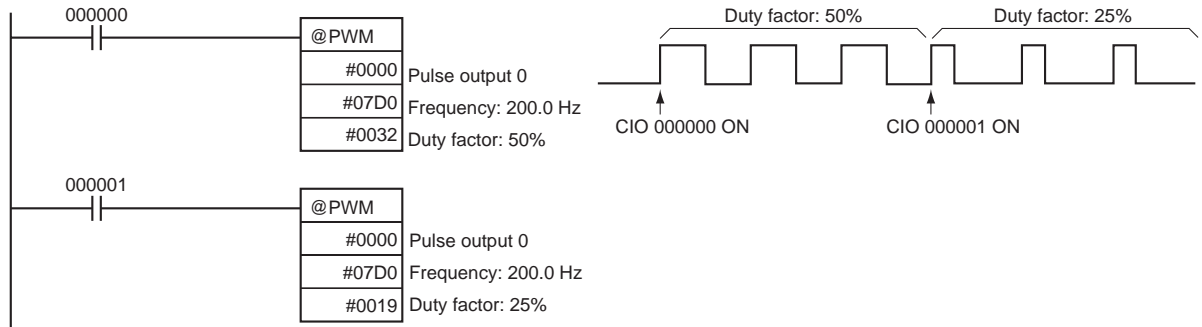 000000
@PWM
#0000 Pulse output 0
#07D0 Frequency: 200.0 Hz
#0032 Duty factor: 50%
000001
@PWM
#0000 Pulse output 0
#07D0 Frequency: 200.0 Hz
#0019 Duty factor: 25%
Duty factor: 50% Duty factor: 25%
CIO 000000 ON CIO 000001 ON